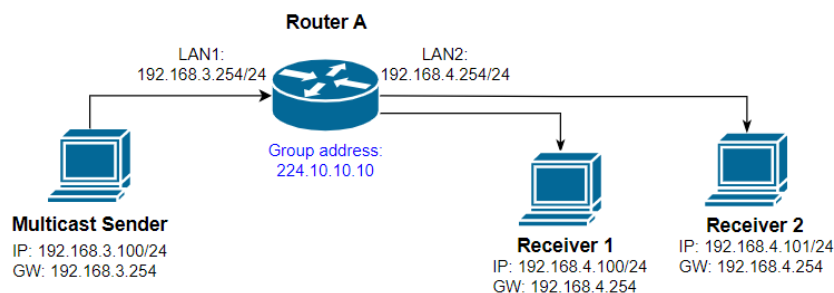 Router A
LAN1:
192.168.3.254/24
LAN2:
192.168.4.254/24
Group address:
224.10.10.10
Multicast Sender
IP: 192.168.3.100/24
GW: 192.168.3.254
Receiver 1
IP: 192.168.4.100/24
GW: 192.168.4.254
Receiver 2
IP: 192.168.4.101/24
GW: 192.168.4.254